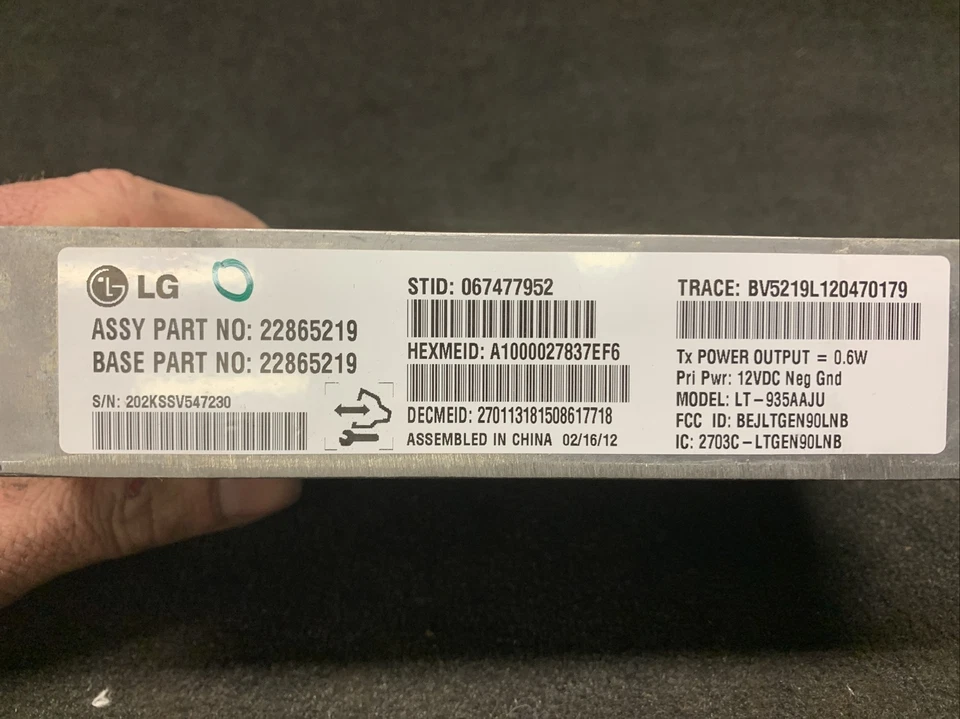 LG
ASSY PART NO: 22865219
BASE PART NO: 22865219
S/N: 202KSSV547230
STID: 067477952
HEXMEID: A1000027837EF6
DECMEID: 270113181508617718
ASSEMBLED IN CHINA 02/16/12
TRACE: BV5219L120470179
Tx POWER OUTPUT = 0.6W
Pri Pwr: 12VDC Neg Gnd
MODEL: LT-935AAJU
FCC ID: BEJLTGEN90LNB
IC: 2703C-LTGEN90LNB